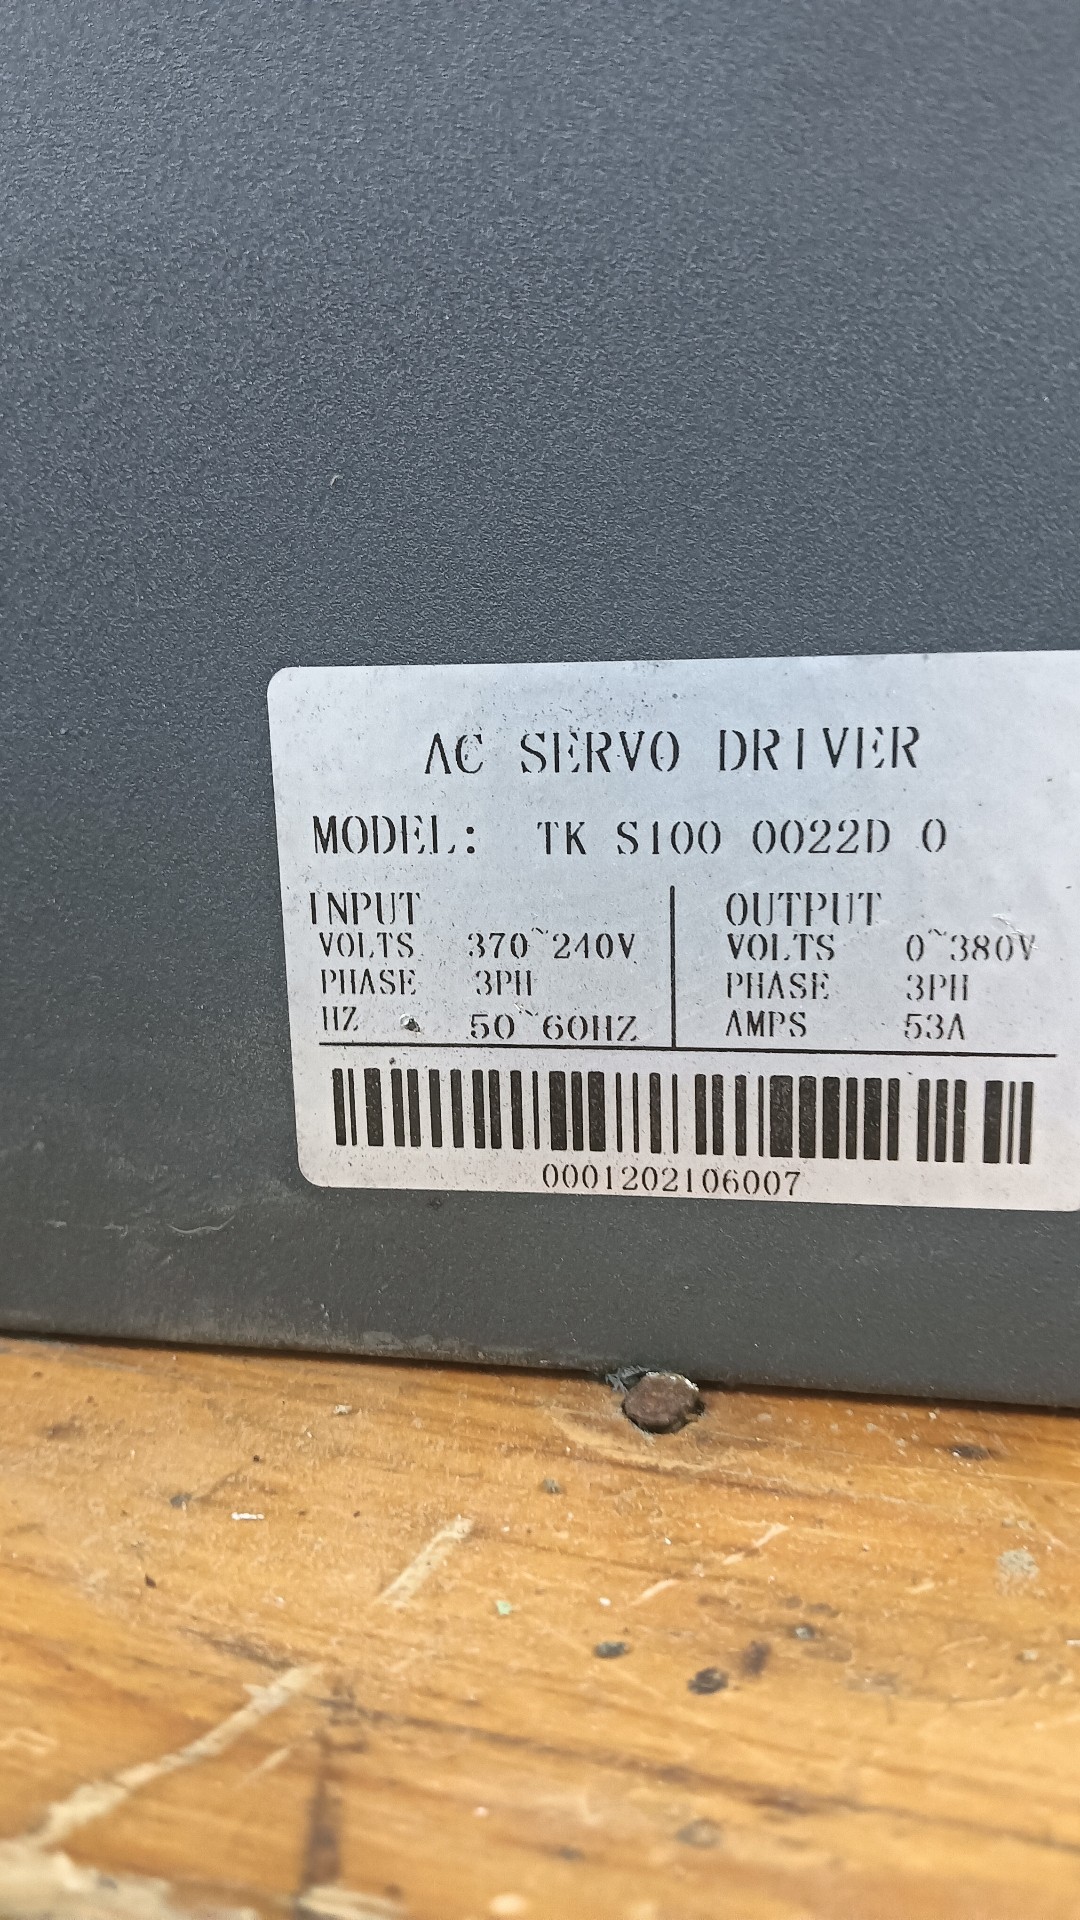 AC SERVO DRIVER
MODEL: TK S100 0022D 0
INPUT
VOLTS 370~240V
PHASE 3PH
HZ 50~60HZ
OUTPUT
VOLTS 0~380V
PHASE 3PH
AMPS 53A
0001202106007